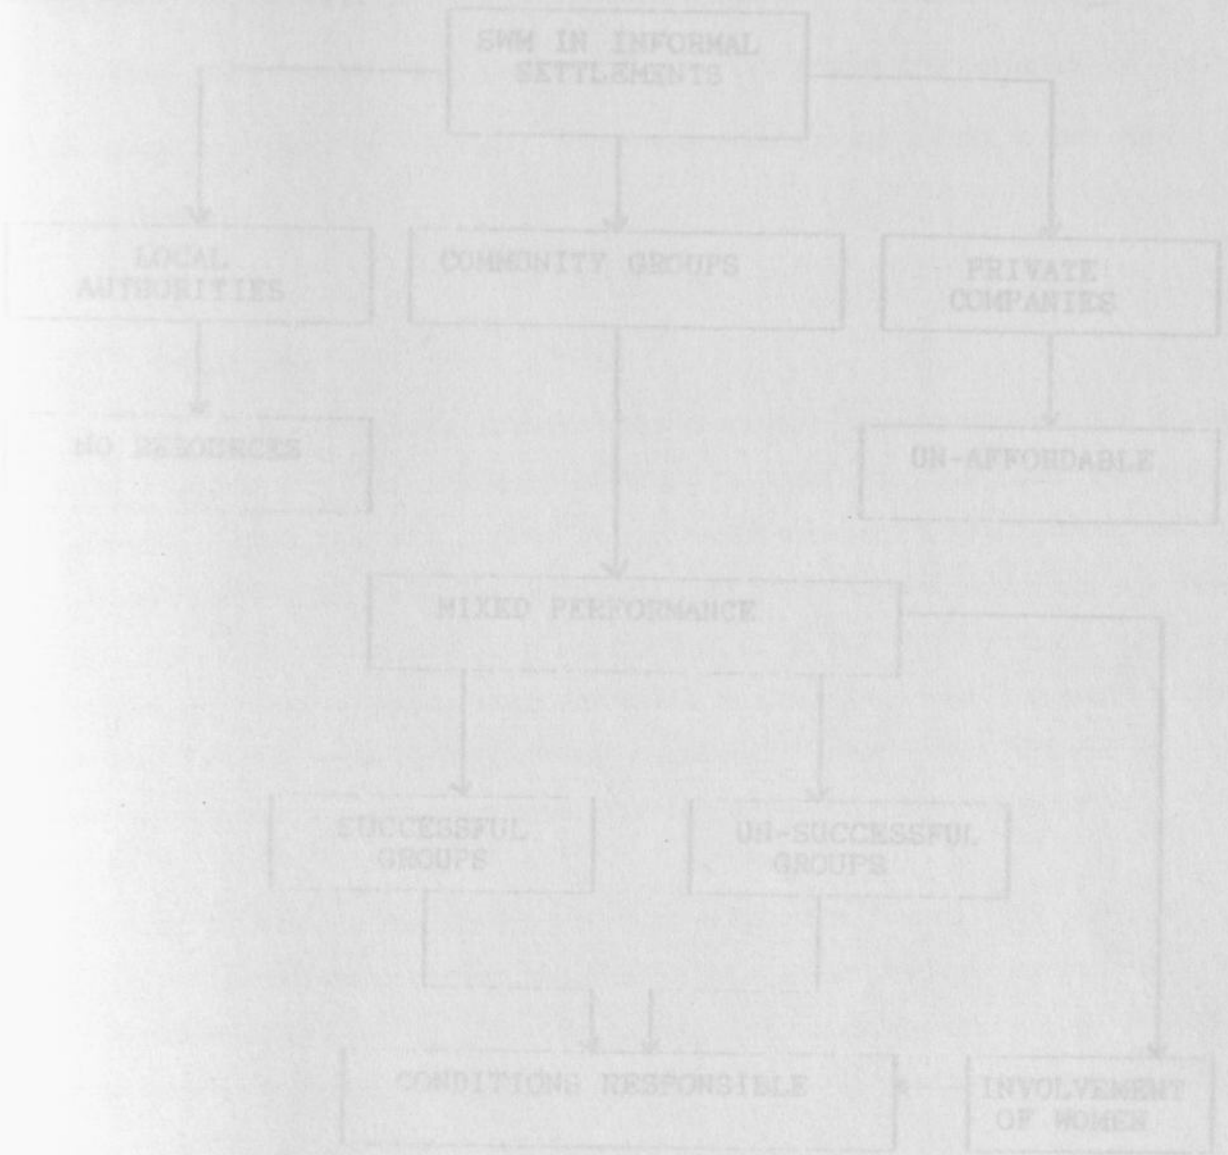 SWM IN INFORMAL
SETTLEMENTS
LOCAL
AUTHORITIES
COMMUNITY GROUPS
PRIVATE
COMPANIES
NO RESOURCES
UN-AFFORDABLE
MIXED PERFORMANCE
SUCCESSFUL
GROUPS
UN-SUCCESSFUL
GROUPS
CONDITIONS RESPONSIBLE
INVOLVEMENT
OF WOMEN